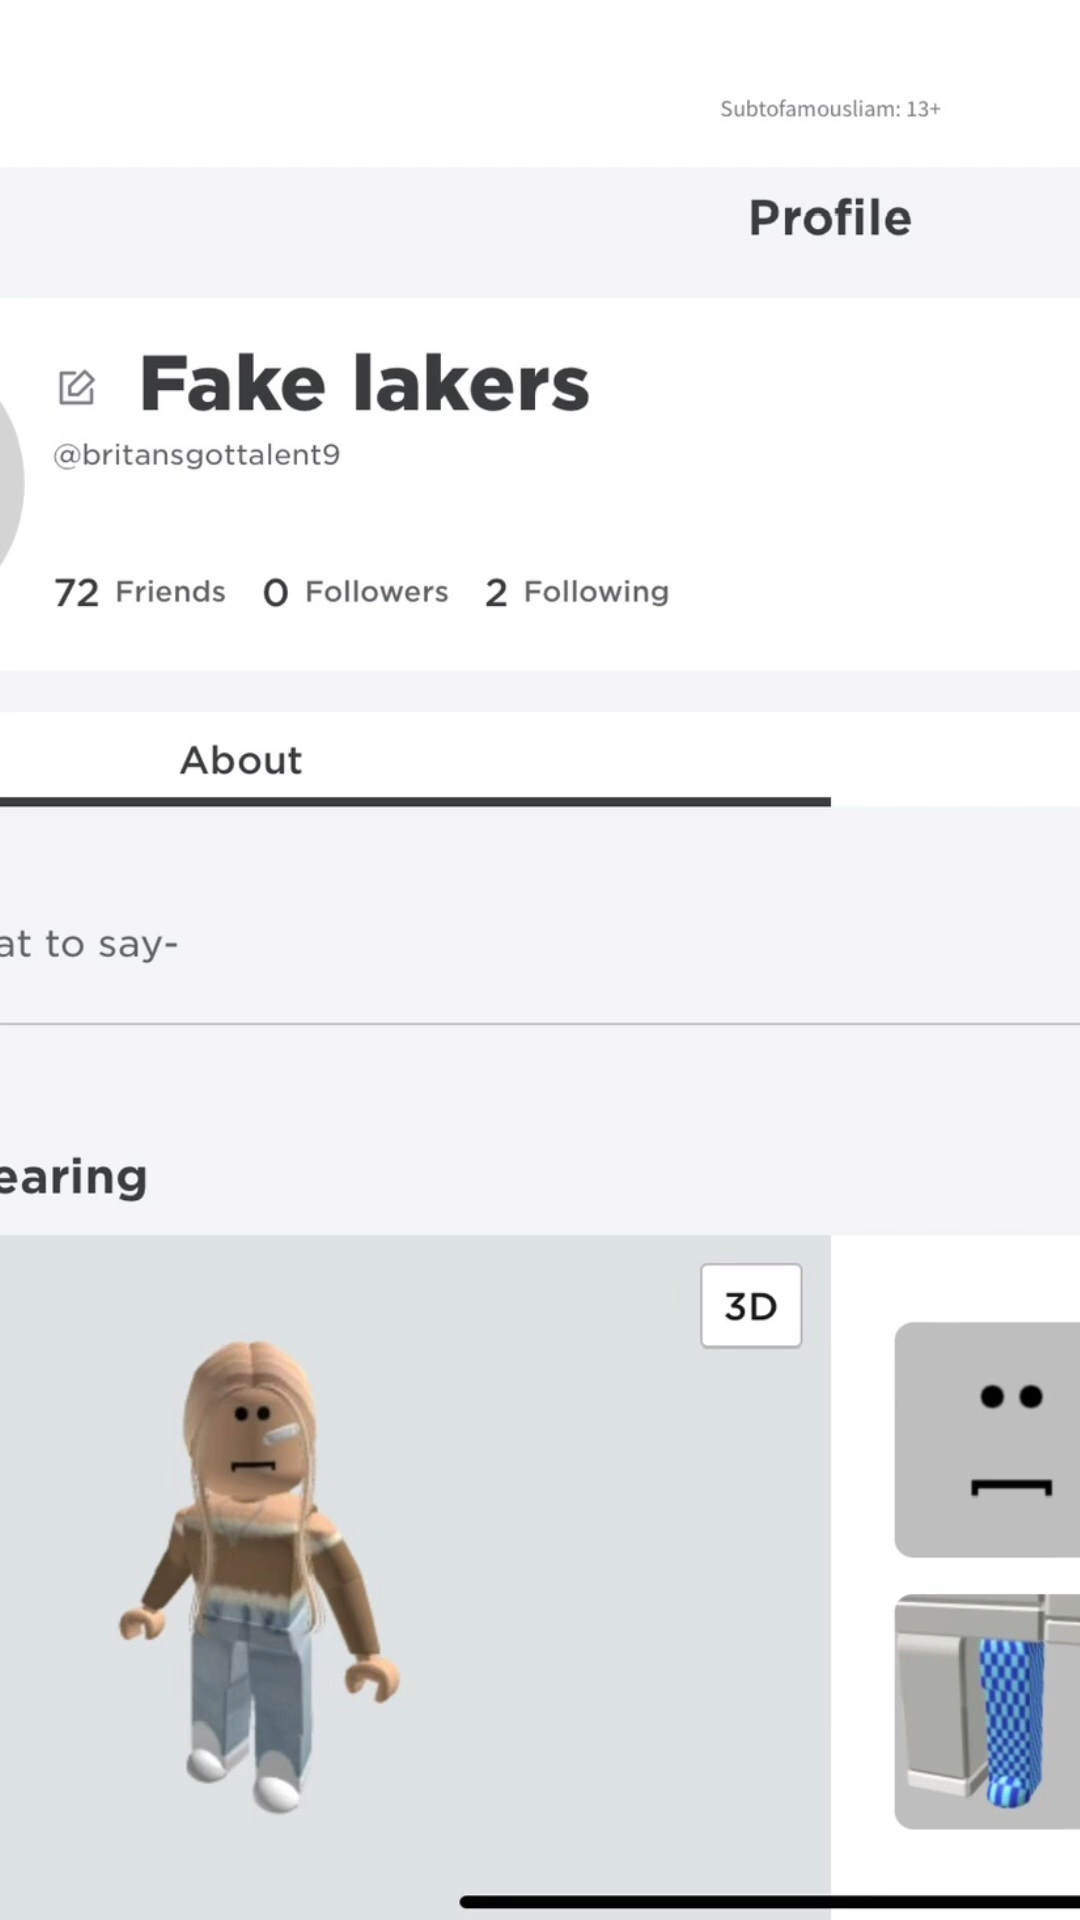 Subtofamousliam: 13+
Profile
Fake lakers
@britansgottalent9
72 Friends 0 Followers 2 Following
About
at to say-
earing
3D